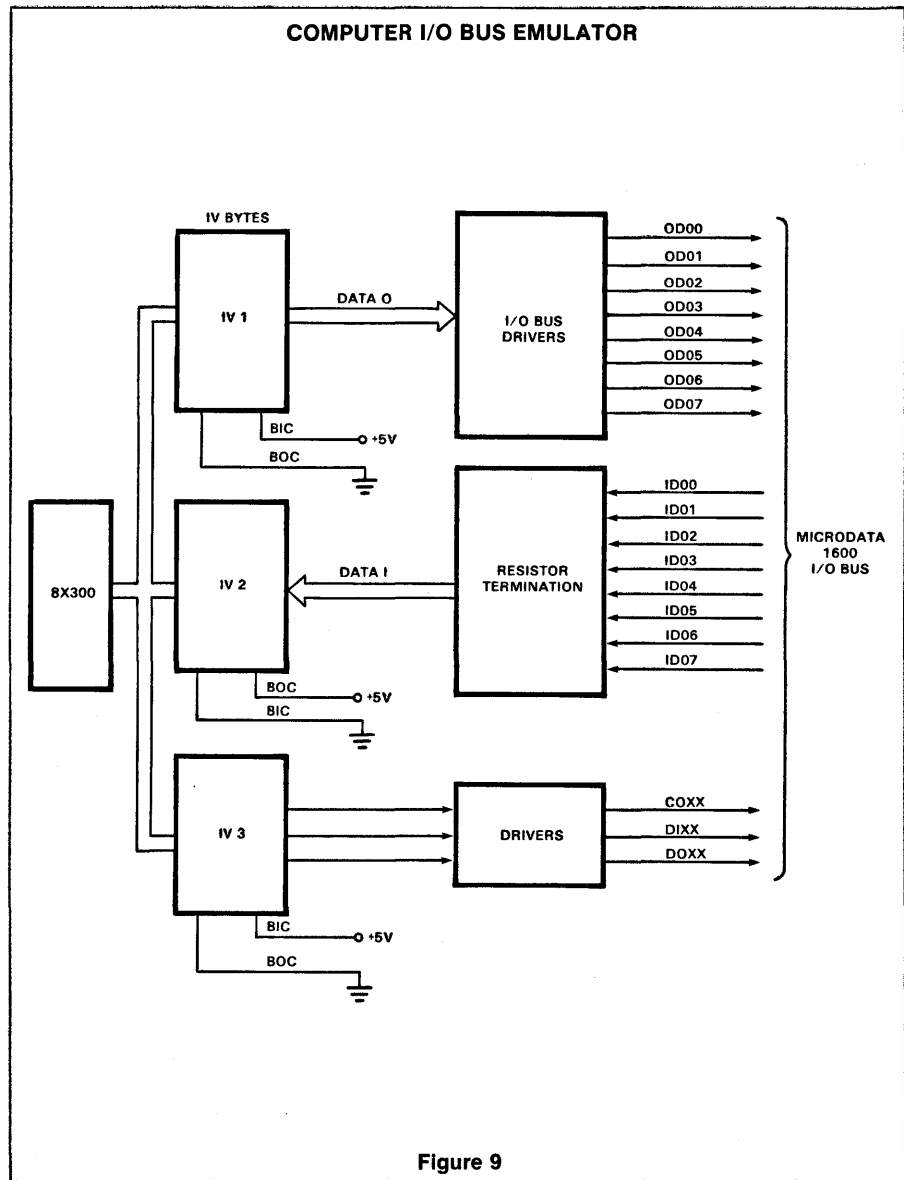 COMPUTER I/O BUS EMULATOR
IV BYTES
IV 1
DATA O
I/O BUS
DRIVERS
OD00
OD01
OD02
OD03
OD04
OD05
OD06
OD07
BIC
+5V
BOC
8X300
IV 2
DATA I
RESISTOR
TERMINATION
ID00
ID01
ID02
ID03
ID04
ID05
ID06
ID07
MICRODATA
1600
I/O BUS
BOC
+5V
BIC
IV 3
DRIVERS
COXX
DIXX
DOXX
BIC
+5V
BOC
Figure 9